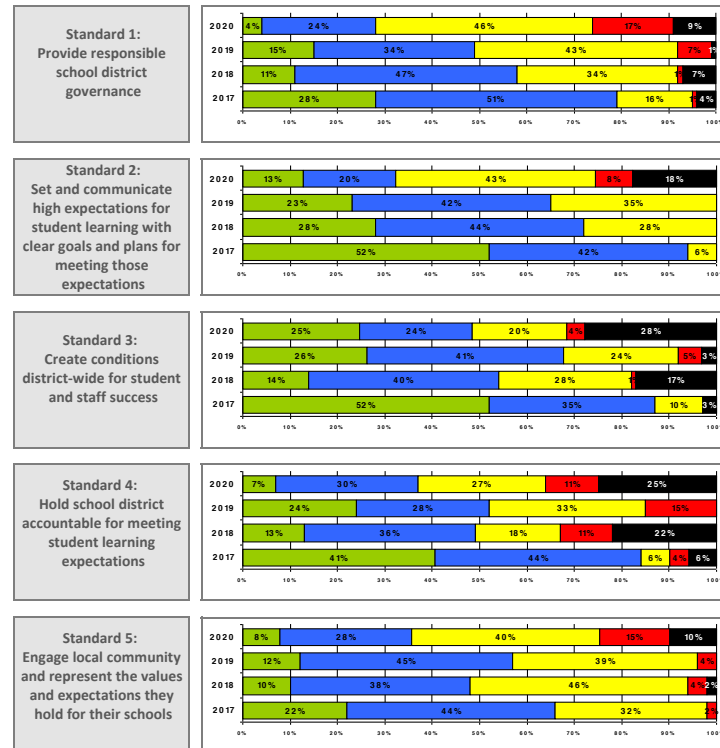 Standard 1:
Provide responsible
school district
governance
2020 4% 24% 46% 17% 9%
2019 15% 34% 43% 7% 1%
2018 11% 47% 34% 1% 7%
2017 28% 51% 16% 1% 4%
0% 10% 20% 30% 40% 50% 60% 70% 80% 90% 100%
Standard 2:
Set and communicate
high expectations for
student learning with
clear goals and plans for
meeting those
expectations
2020 13% 20% 43% 8% 18%
2019 23% 42% 35%
2018 28% 44% 28%
2017 52% 42% 6%
0% 10% 20% 30% 40% 50% 60% 70% 80% 90% 100%
Standard 3:
Create conditions
district-wide for student
and staff success
2020 25% 24% 20% 4% 28%
2019 26% 41% 24% 5% 3%
2018 14% 40% 28% 1% 17%
2017 52% 35% 10% 3%
0% 10% 20% 30% 40% 50% 60% 70% 80% 90% 100%
Standard 4:
Hold school district
accountable for meeting
student learning
expectations
2020 7% 30% 27% 11% 25%
2019 24% 28% 33% 15%
2018 13% 36% 18% 11% 22%
2017 41% 44% 6% 4% 6%
0% 10% 20% 30% 40% 50% 60% 70% 80% 90% 100%
Standard 5:
Engage local community
and represent the values
and expectations they
hold for their schools
2020 8% 28% 40% 15% 10%
2019 12% 45% 39% 4%
2018 10% 38% 46% 4% 2%
2017 22% 44% 32% 2%
0% 10% 20% 30% 40% 50% 60% 70% 80% 90% 100%